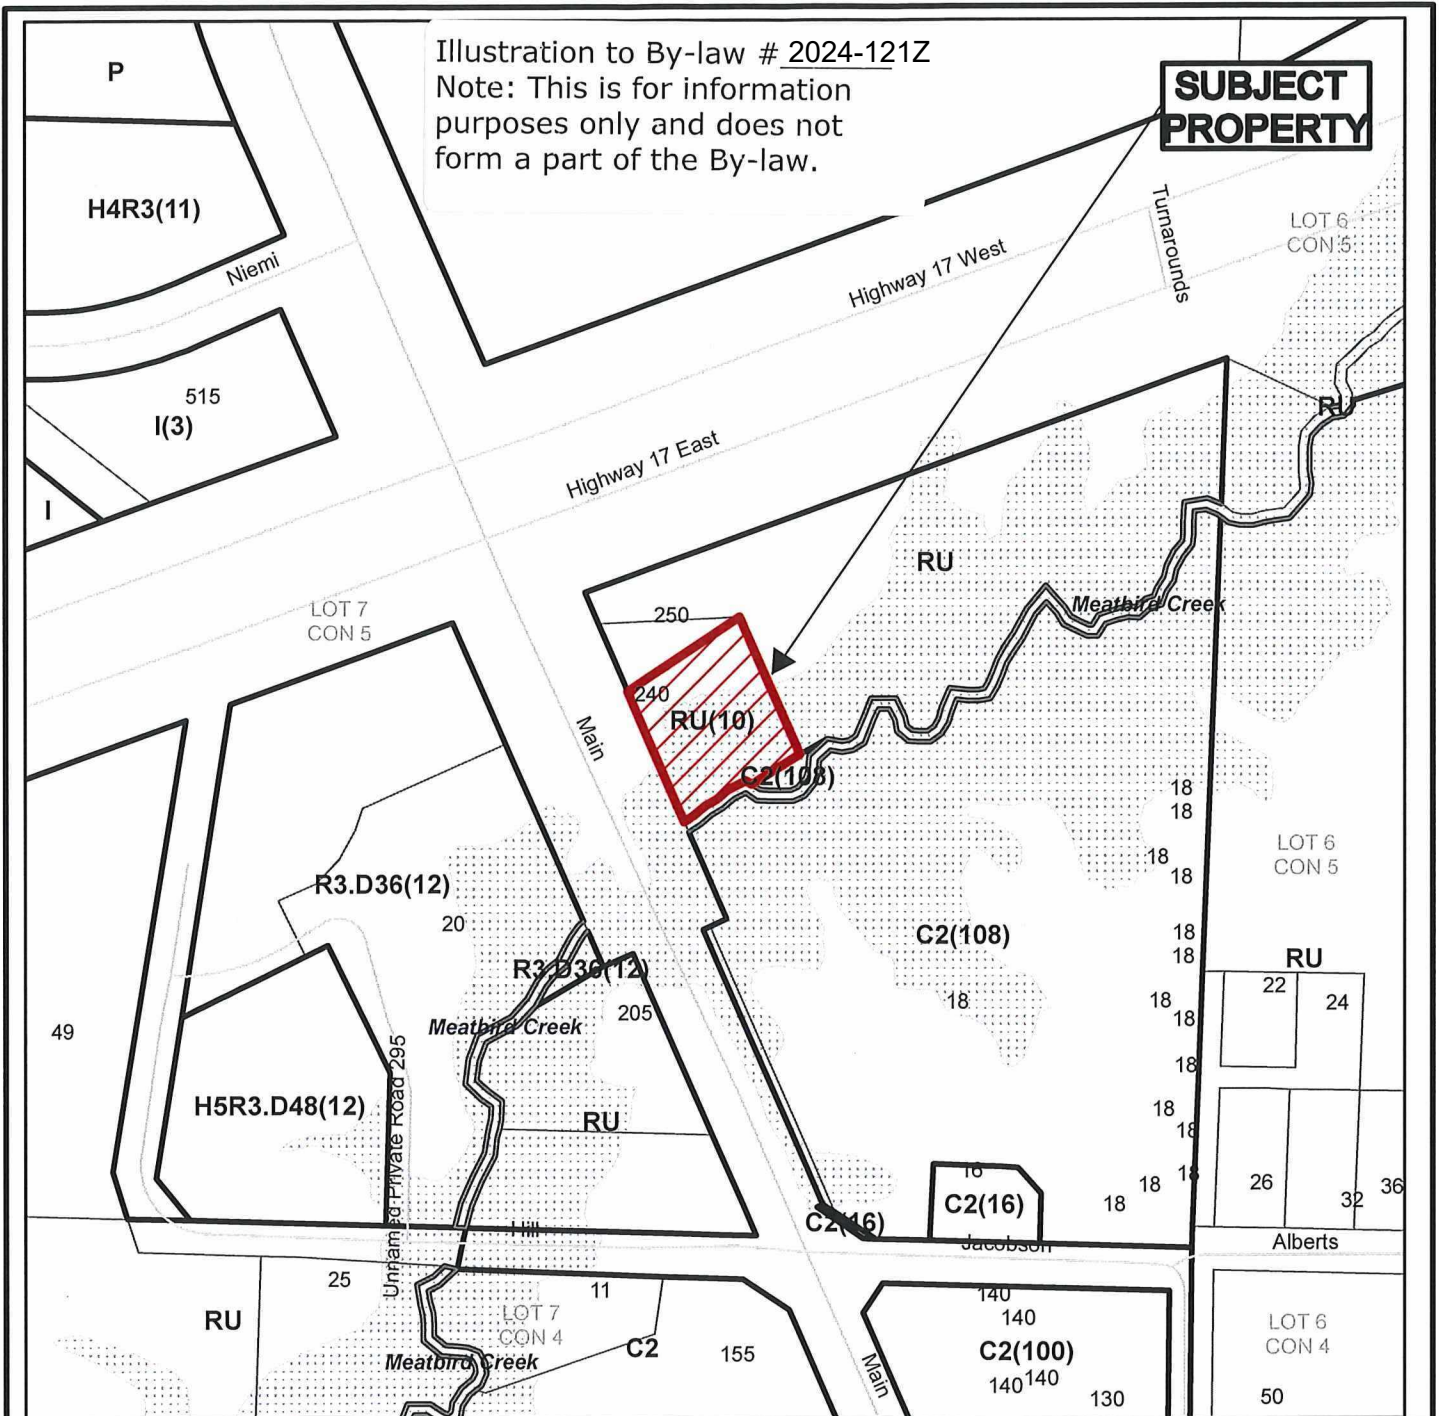 Illustration to By-law # 2024-121Z
Note: This is for information
purposes only and does not
form a part of the By-law.
SUBJECT
PROPERTY
P
H4R3(11)
Niemi
Turnarounds
LOT 6
CON 5
Highway 17 West
515
I(3)
RU
Highway 17 East
I
RU
Meatbird Creek
LOT 7
CON 5
250
240
RU(10)
Main
C2(108)
18
18
18
18
LOT 6
CON 5
R3.D36(12)
20
C2(108)
18
18
RU
R3.D36(12)
205
18
18
18
22
24
Meatbird Creek
49
Unnamed Private Road 295
18
H5R3.D48(12)
RU
18
18
16
18
18
18
C2(16)
26
32
36
C2(16)
Hill
Jacobson
Alberts
25
11
140
140
RU
LOT 7
CON 4
LOT 6
CON 4
C2
155
C2(100)
Meatbird Creek
Main
140
140
130
50